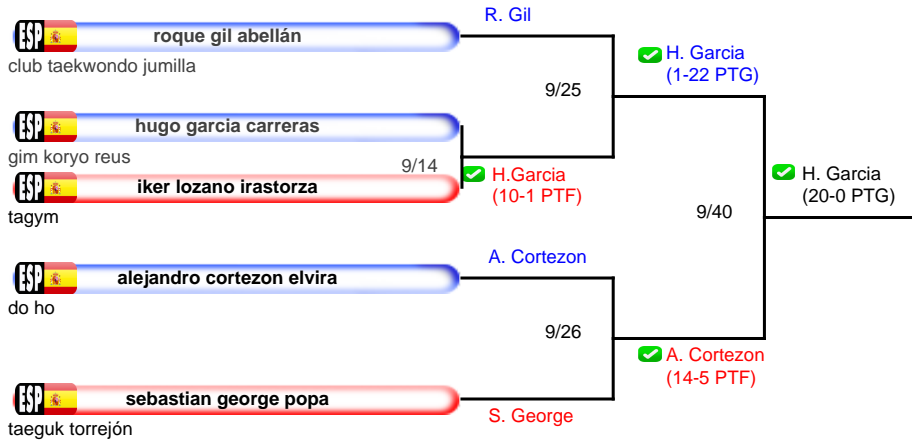 ESP roque gil abellán
club taekwondo jumilla
R. Gil
ESP hugo garcia carreras
gim koryo reus
9/14
ESP iker lozano irastorza
tagym
H.Garcia
(10-1 PTF)
9/25
H. Garcia
(1-22 PTG)
ESP alejandro cortezon elvira
do ho
A. Cortezon
ESP sebastian george popa
taeguk torrejón
S. George
9/26
A. Cortezon
(14-5 PTF)
9/40
H. Garcia
(20-0 PTG)